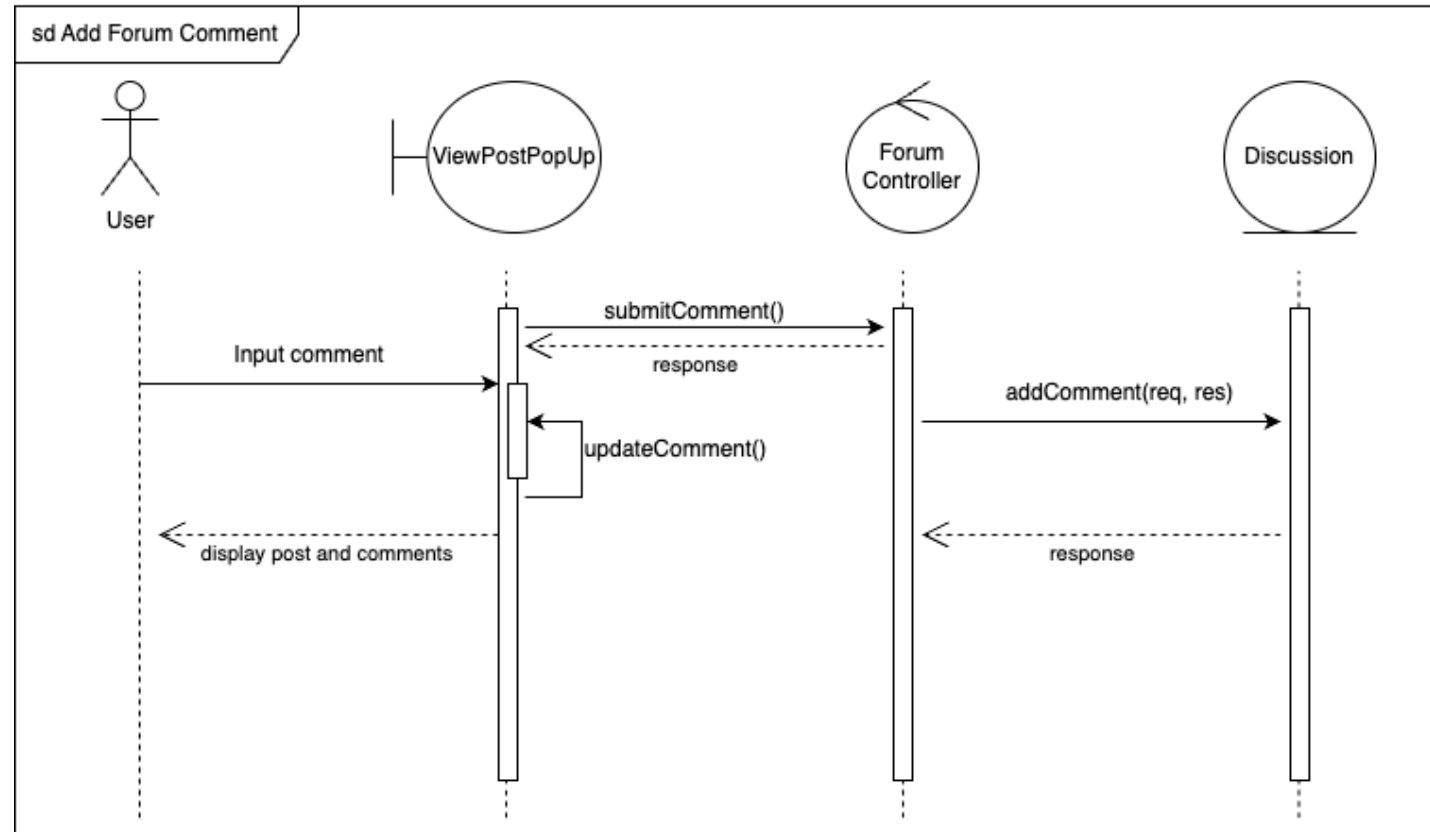 sd Add Forum Comment
User
ViewPostPopUp
Forum
Controller
Discussion
submitComment()
response
Input comment
addComment(req, res)
updateComment()
display post and comments
response